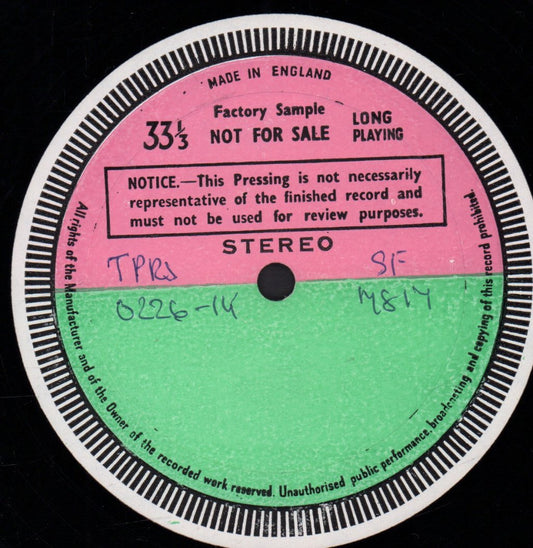 MADE IN ENGLAND
Factory Sample
33⅓ NOT FOR SALE LONG PLAYING
NOTICE.—This Pressing is not necessarily
representative of the finished record and
must not be used for review purposes.
STEREO
TPRS SF
0226-1K
All rights of the Manufacturer and of the Owner of the recorded work reserved. Unauthorised public performance, broadcasting and copying of this record prohibited.